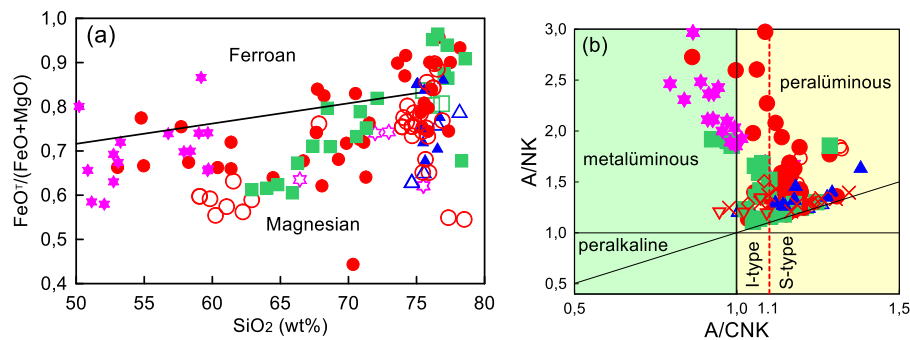 (a)
1,0
0,9
0,8
0,7
0,6
0,5
0,4
FeOᵀ/(FeO+MgO)
Ferroan
Magnesian
50
55
60
65
70
75
80
SiO₂ (wt%)
(b)
3,0
2,5
2,0
1,5
1,0
0,5
A/NK
metalüminous
peralüminous
peralkaline
I-type
S-type
0,5
1,0
1.1
1,5
A/CNK